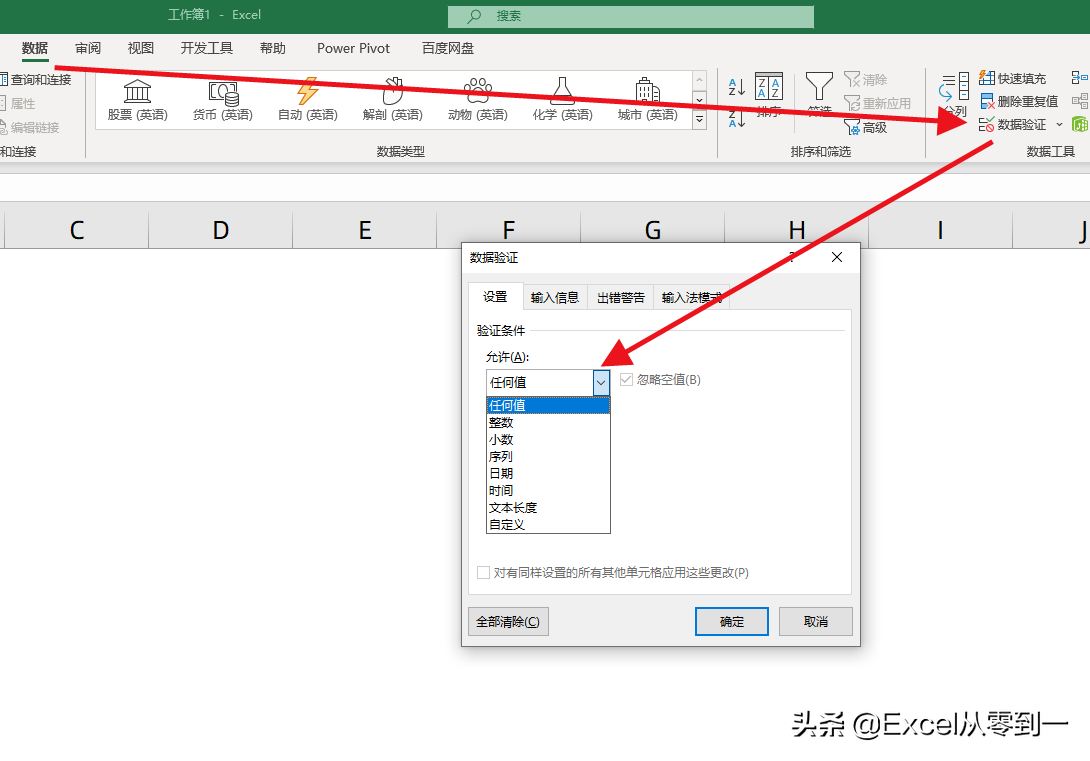 工作簿1 - Excel
搜索
数据 审阅 视图 开发工具 帮助 Power Pivot 百度网盘
查询和连接
属性
编辑链接
和连接
股票 (英语) 货币 (英语) 自动 (英语) 解剖 (英语) 动物 (英语) 化学 (英语) 城市 (英语)
数据类型
排序 筛选
清除
重新应用
高级
排序和筛选
分列
快速填充
删除重复值
数据验证
数据工具
C D E F G H I J
数据验证 ?
设置 输入信息 出错警告 输入法模式
验证条件
允许(A):
任何值 忽略空值(B)
任何值
整数
小数
序列
日期
时间
文本长度
自定义
对有同样设置的所有其他单元格应用这些更改(P)
全部清除(C) 确定 取消
头条 @Excel从零到一